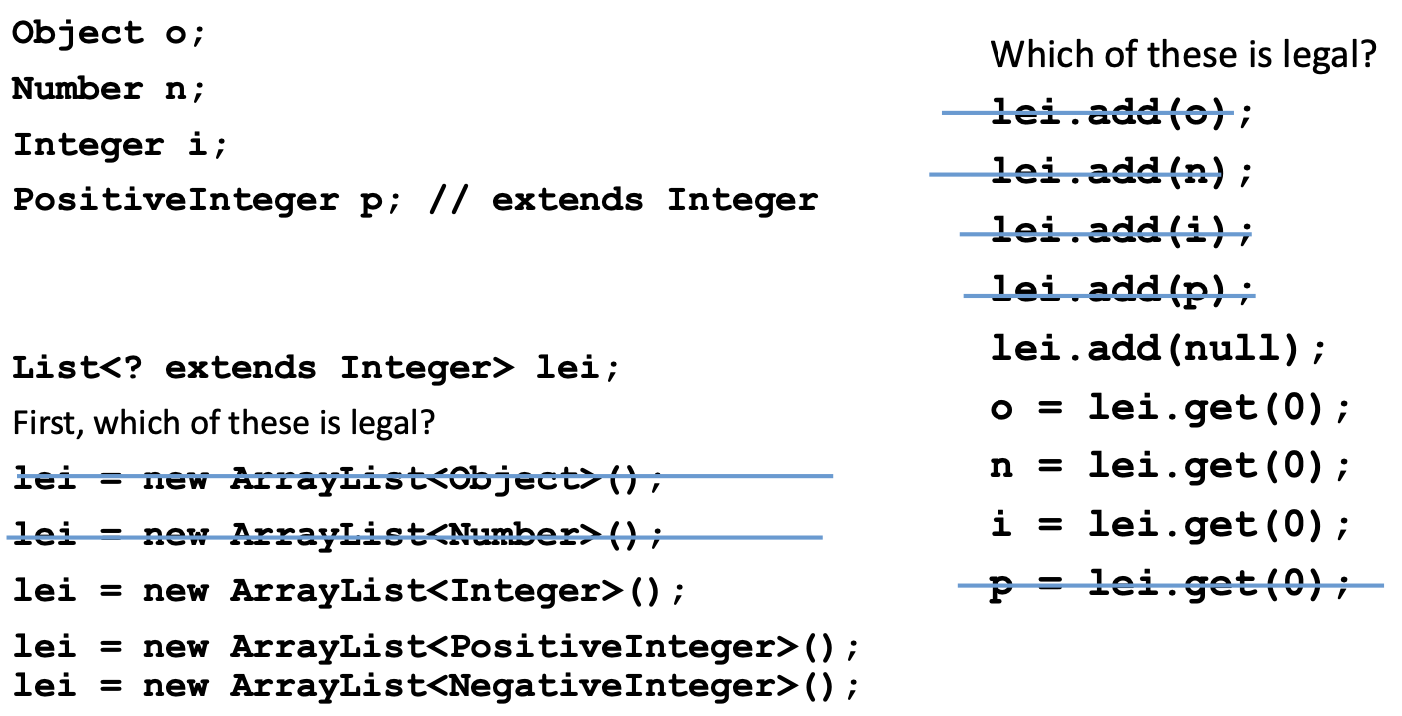 Object o;
Number n;
Integer i;
PositiveInteger p; // extends Integer
List<? extends Integer> lei;
First, which of these is legal?
lei = new ArrayList<Object>();
lei = new ArrayList<Number>();
lei = new ArrayList<Integer>();
lei = new ArrayList<PositiveInteger>();
lei = new ArrayList<NegativeInteger>();
Which of these is legal?
lei.add(o);
lei.add(n);
lei.add(i);
lei.add(p);
lei.add(null);
o = lei.get(0);
n = lei.get(0);
i = lei.get(0);
p = lei.get(0);